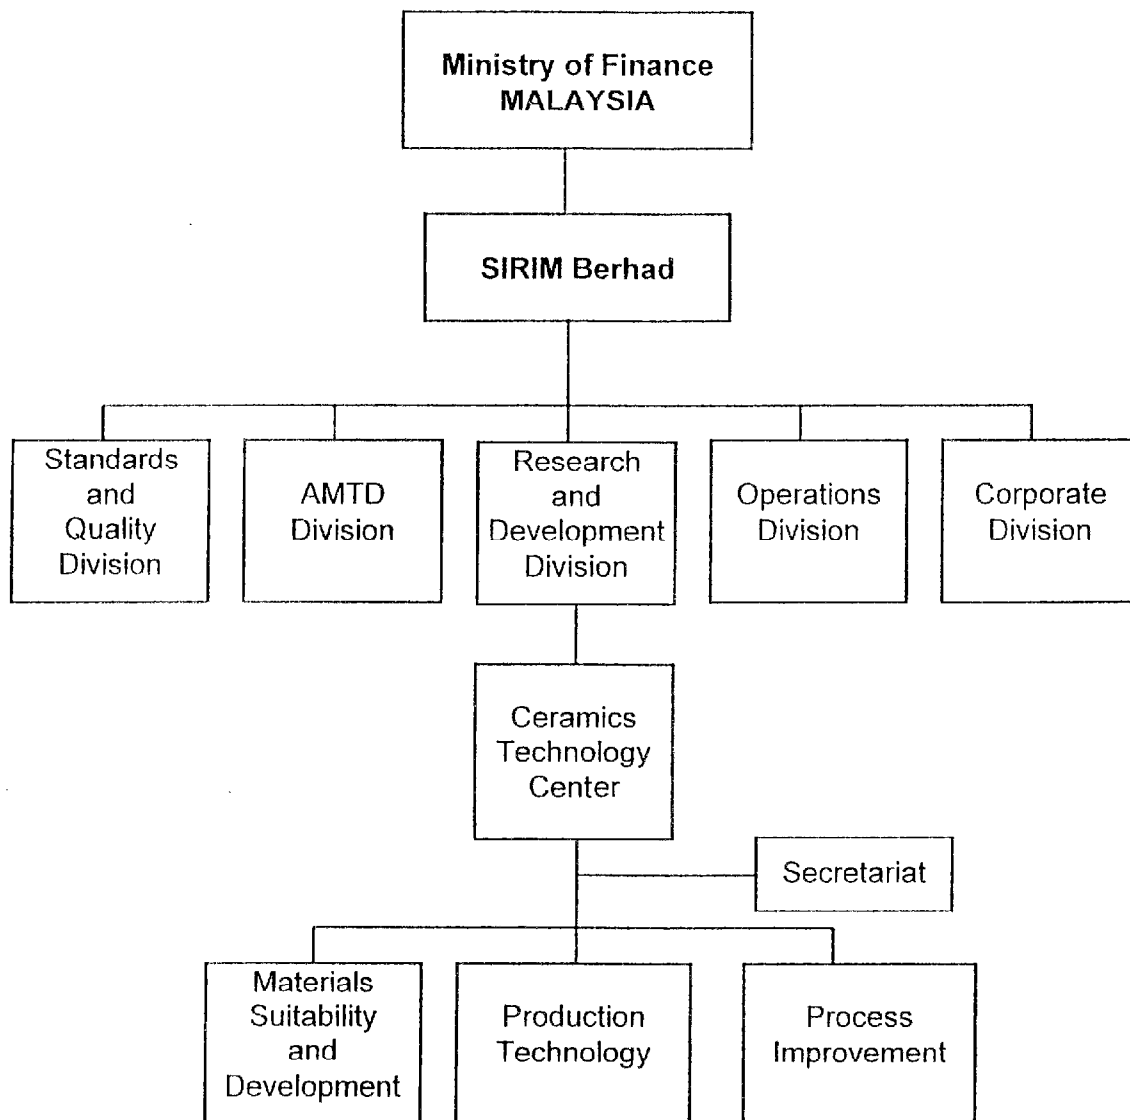 Ministry of Finance
MALAYSIA
SIRIM Berhad
Standards
and
Quality
Division
AMTD
Division
Research
and
Development
Division
Operations
Division
Corporate
Division
Ceramics
Technology
Center
Secretariat
Materials
Suitability
and
Development
Production
Technology
Process
Improvement